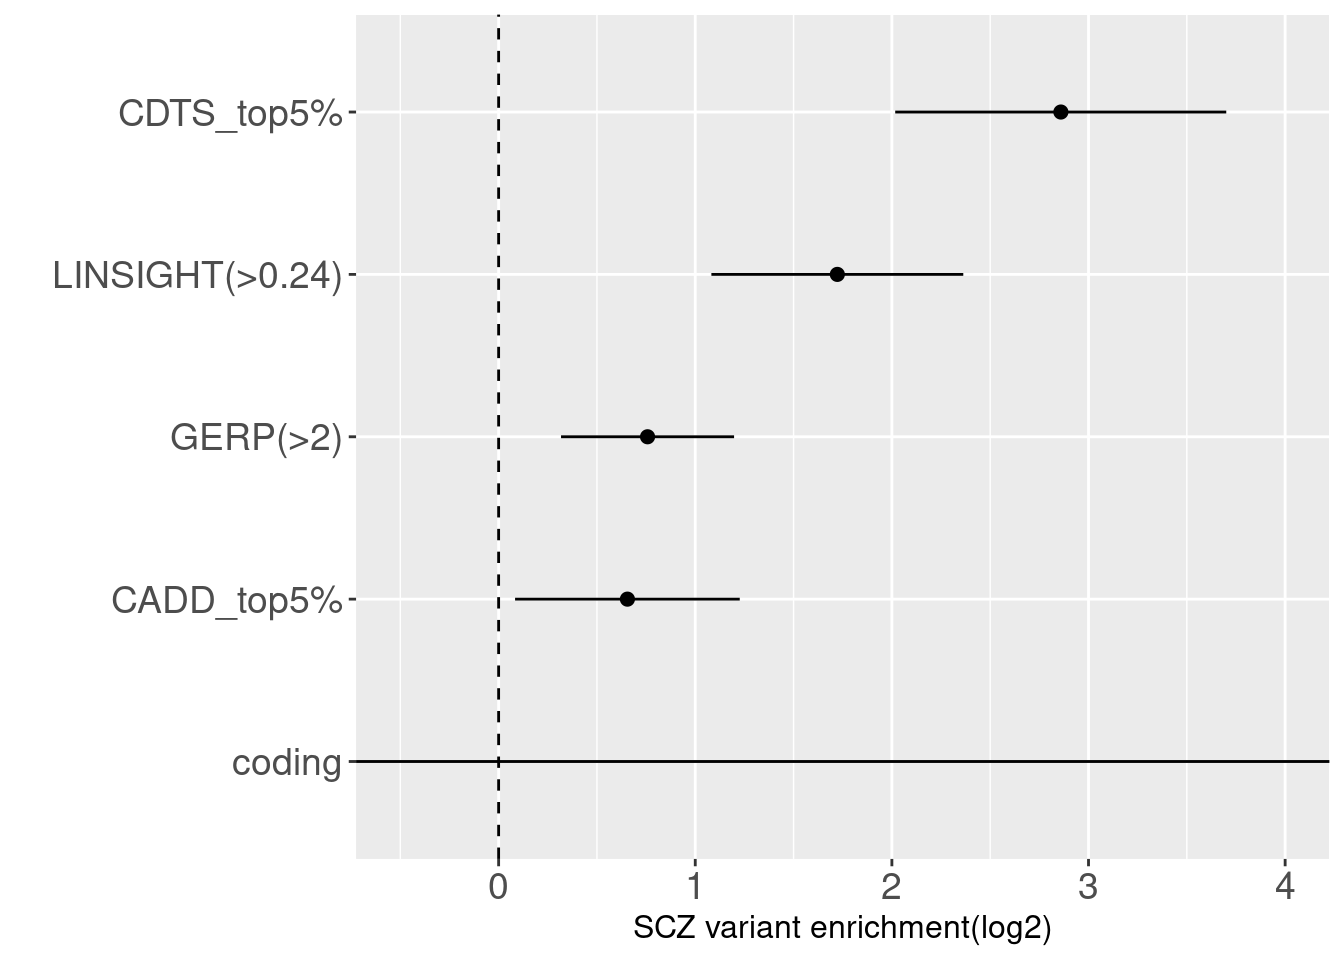 CDTS_top5%
LINSIGHT(>0.24)
GERP(>2)
CADD_top5%
coding
0 1 2 3 4
SCZ variant enrichment(log2)